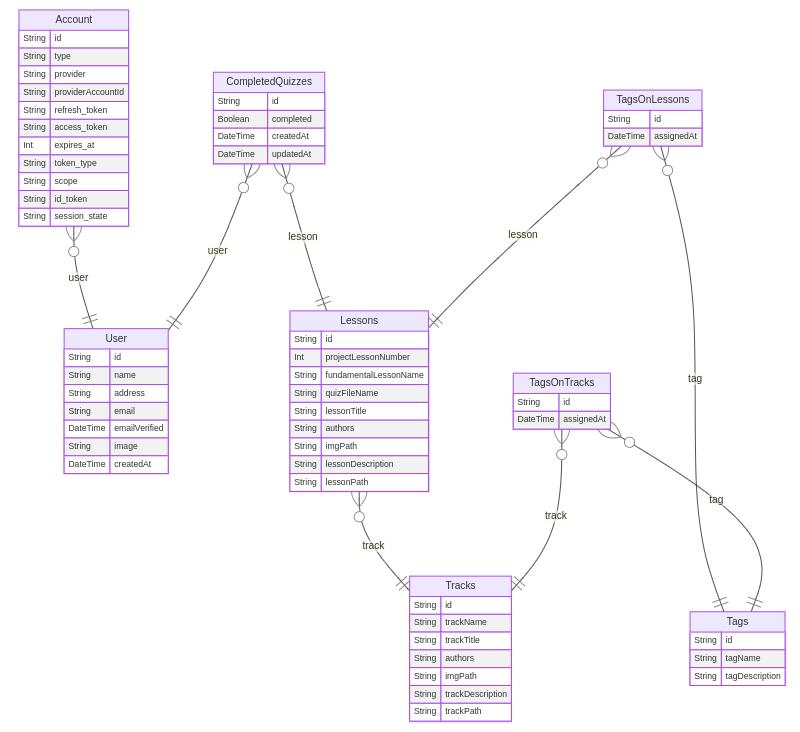 Account
String id
String type
String provider
String providerAccountId
String refresh_token
String access_token
Int expires_at
String token_type
String scope
String id_token
String session_state
CompletedQuizzes
String id
Boolean completed
DateTime createdAt
DateTime updatedAt
TagsOnLessons
String id
DateTime assignedAt
user
user
lesson
lesson
User
String id
String name
String address
String email
DateTime emailVerified
String image
DateTime createdAt
Lessons
String id
Int projectLessonNumber
String fundamentalLessonName
String quizFileName
String lessonTitle
String authors
String imgPath
String lessonDescription
String lessonPath
TagsOnTracks
String id
DateTime assignedAt
tag
tag
track
track
Tracks
String id
String trackName
String trackTitle
String authors
String imgPath
String trackDescription
String trackPath
Tags
String id
String tagName
String tagDescription